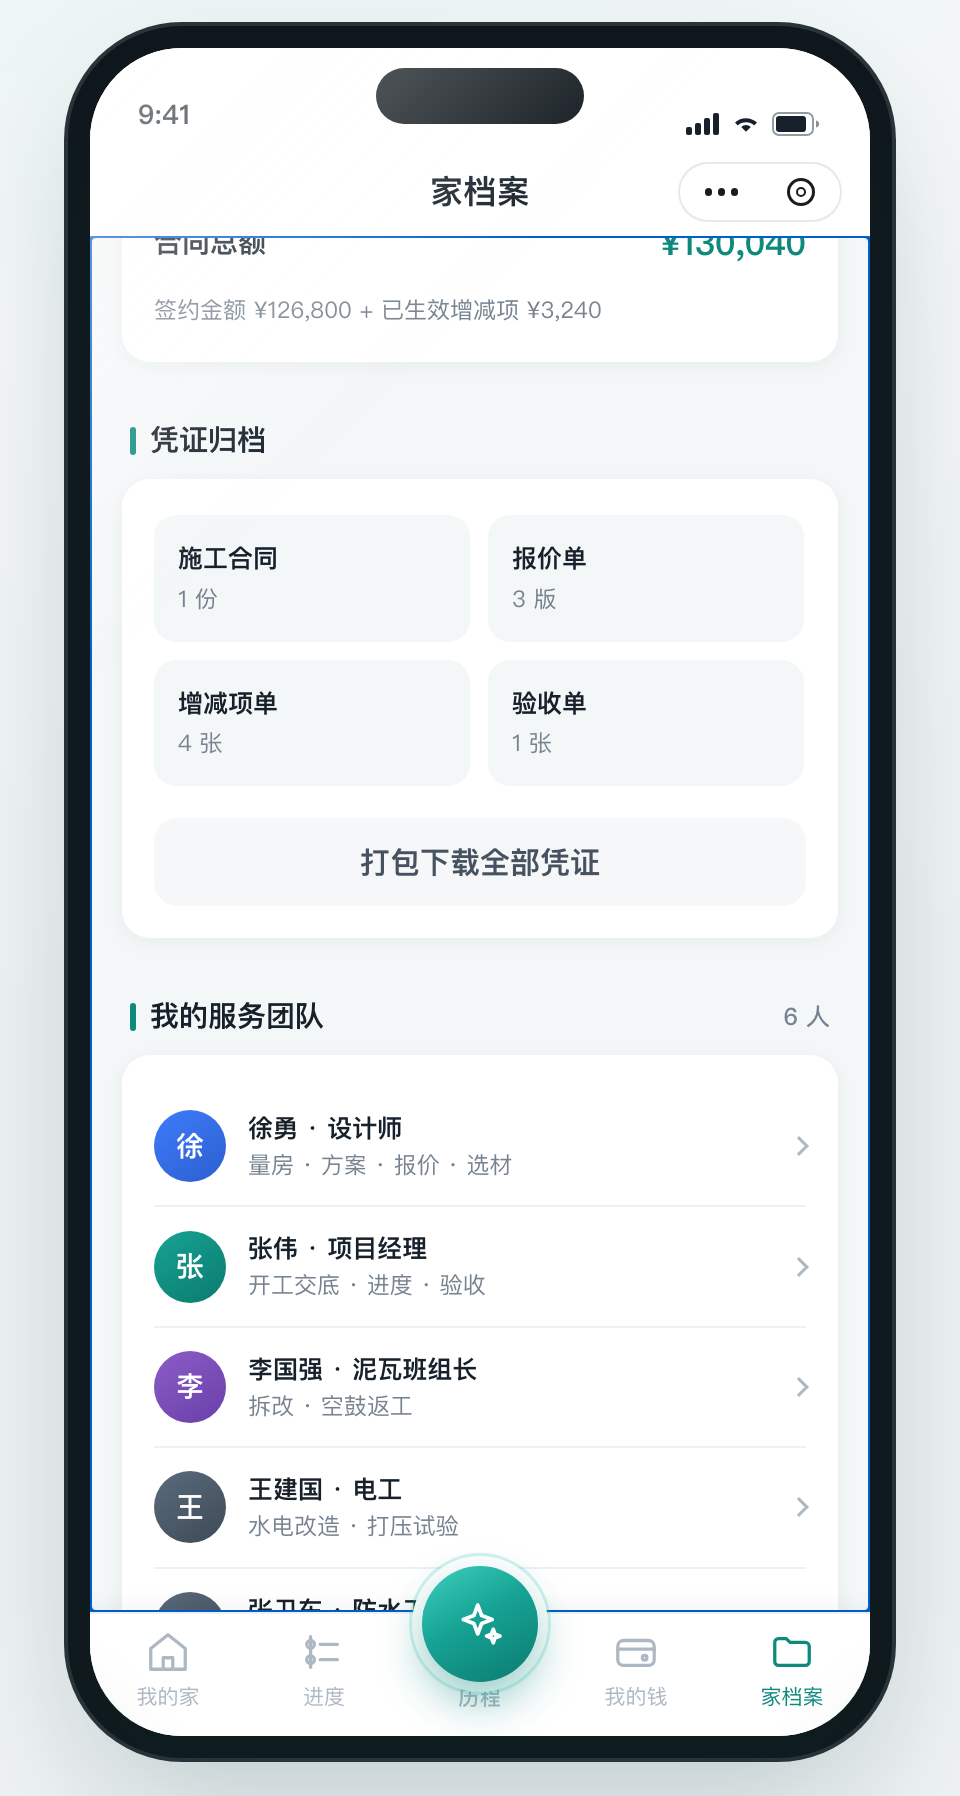 9:41
家档案
合同总额 ¥130,040
签约金额 ¥126,800 + 已生效增减项 ¥3,240
凭证归档
施工合同
1 份
报价单
3 版
增减项单
4 张
验收单
1 张
打包下载全部凭证
我的服务团队 6 人
徐
徐勇 · 设计师
量房 · 方案 · 报价 · 选材
张
张伟 · 项目经理
开工交底 · 进度 · 验收
李
李国强 · 泥瓦班组长
拆改 · 空鼓返工
王
王建国 · 电工
水电改造 · 打压试验
我的家
进度
历程
我的钱
家档案